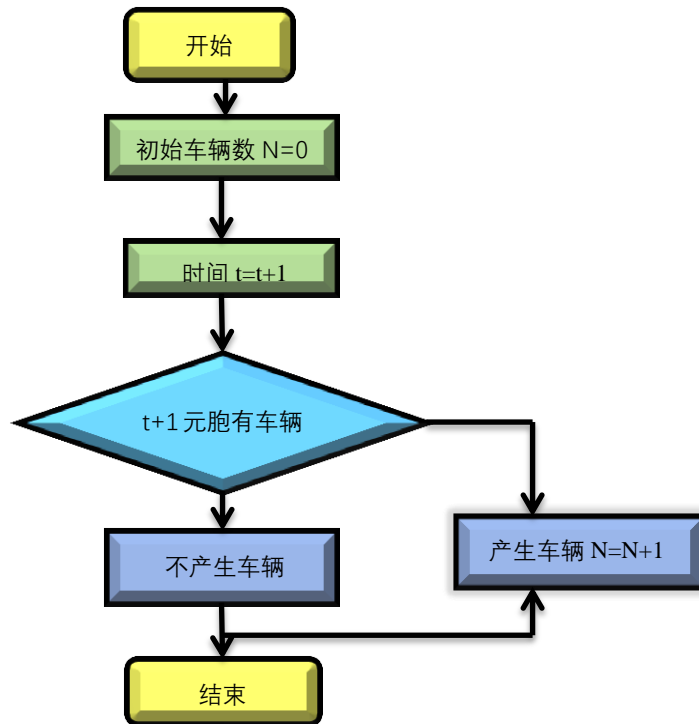 开始
初始车辆数 N=0
时间 t=t+1
t+1 元胞有车辆
不产生车辆
产生车辆 N=N+1
结束